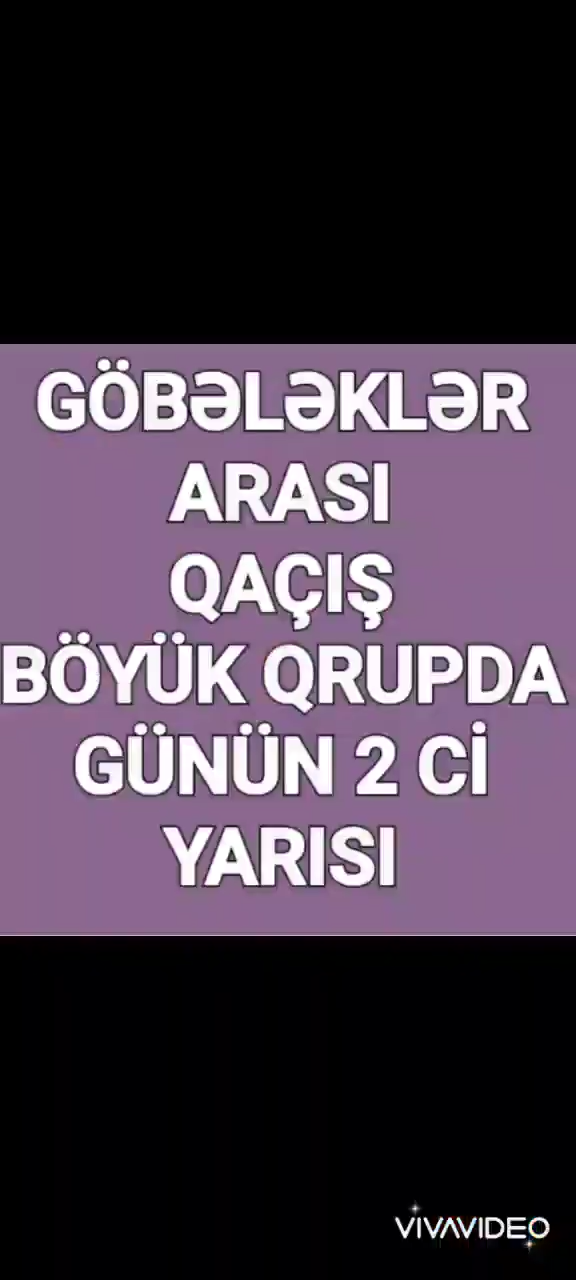 GÖBƏLƏKLƏR
ARASI
QAÇIŞ
BÖYÜK QRUPDA
GÜNÜN 2 Cİ
YARISI
VIVAVIDEO